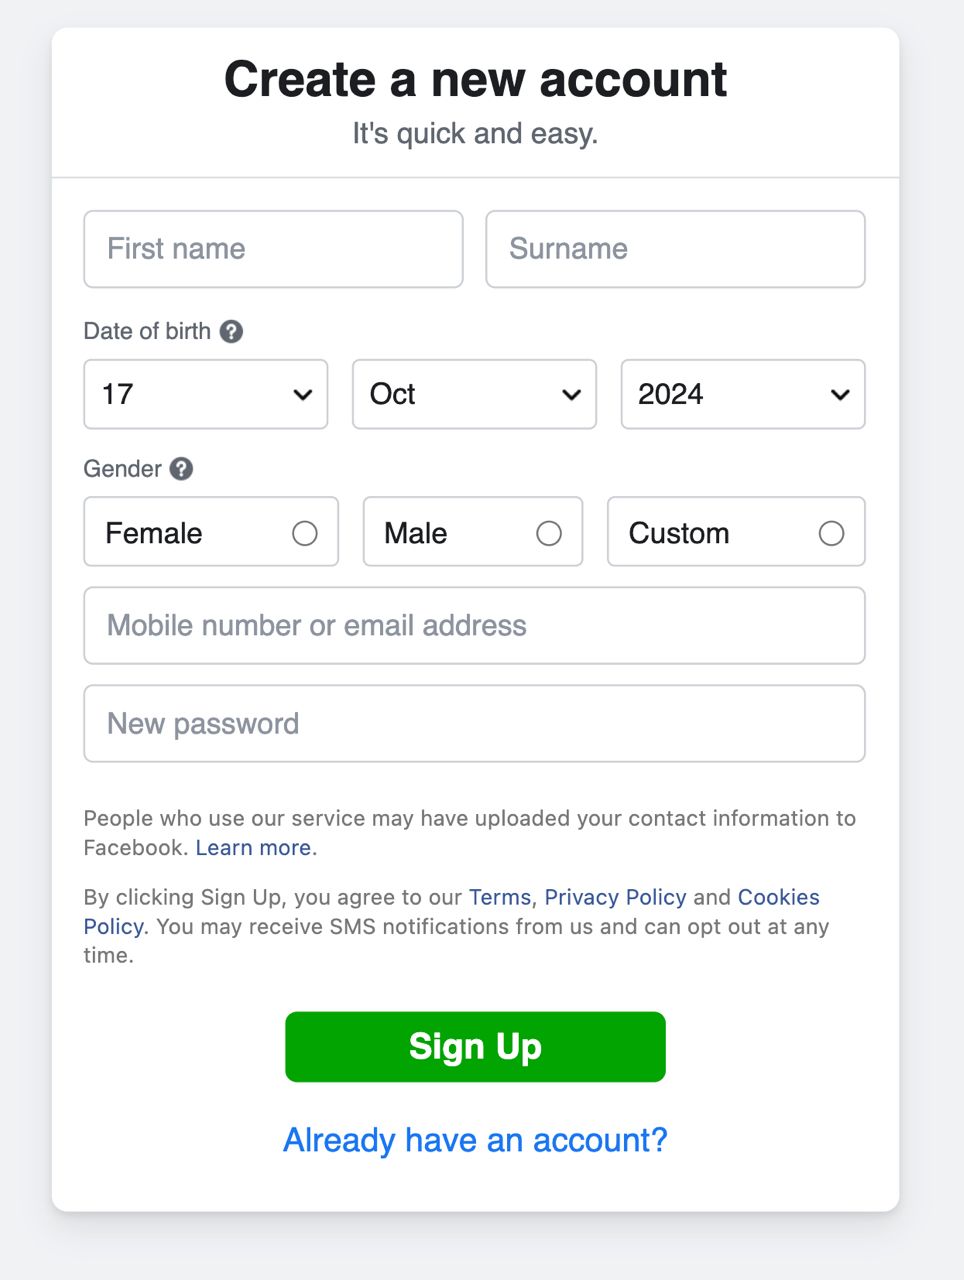 Create a new account
It's quick and easy.
First name Surname
Date of birth ?
17 Oct 2024
Gender ?
Female Male Custom
Mobile number or email address
New password
People who use our service may have uploaded your contact information to
Facebook. Learn more.
By clicking Sign Up, you agree to our Terms, Privacy Policy and Cookies
Policy. You may receive SMS notifications from us and can opt out at any
time.
Sign Up
Already have an account?